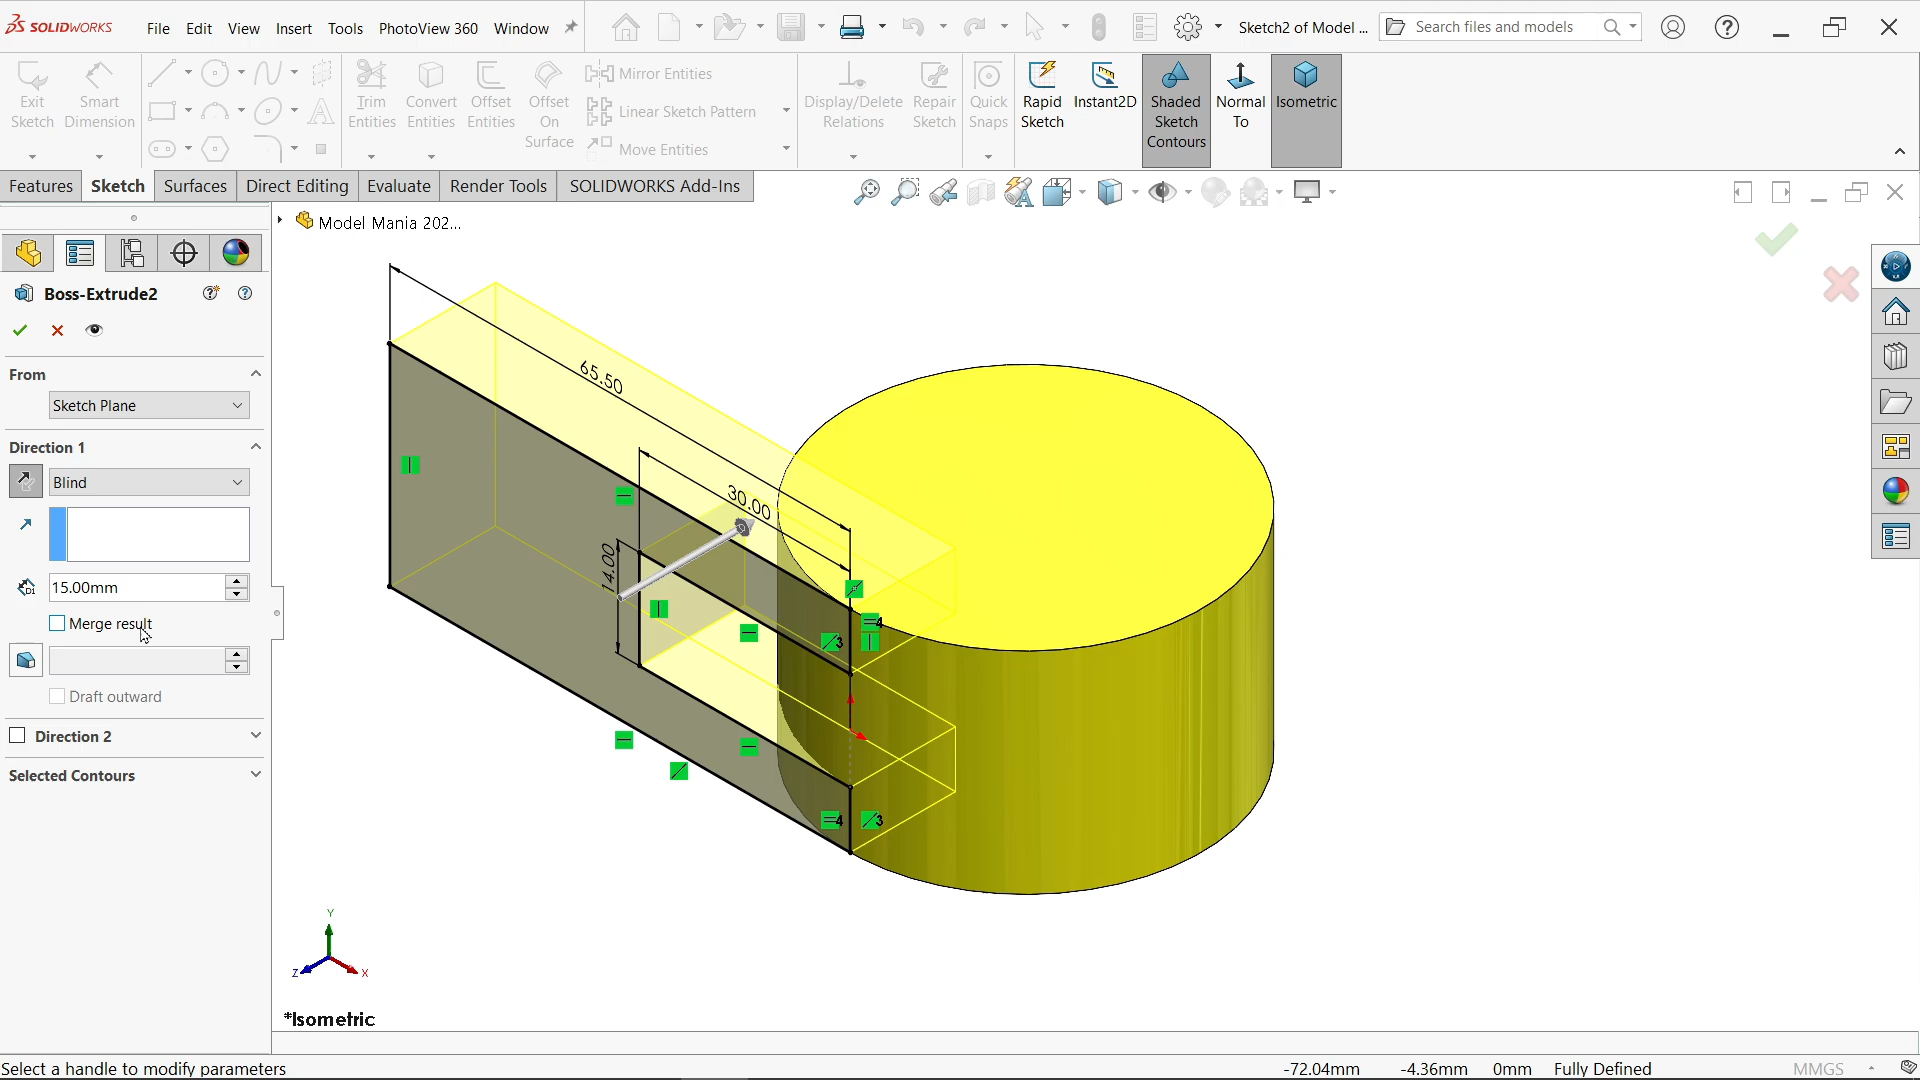 SOLIDWORKS File Edit View Insert Tools PhotoView 360 Window Sketch2 of Model ... Search files and models
Exit Sketch
Smart Dimension
Trim Entities
Convert Entities
Offset Entities
Offset On Surface
Mirror Entities
Linear Sketch Pattern
Move Entities
Display/Delete Relations
Repair Sketch
Quick Snaps
Rapid Sketch
Instant2D
Shaded Sketch Contours
Normal To
Isometric
Features Sketch Surfaces Direct Editing Evaluate Render Tools SOLIDWORKS Add-Ins
Model Mania 202...
Boss-Extrude2
From
Sketch Plane
Direction 1
Blind
D1 15.00mm
Merge result
Draft outward
Direction 2
Selected Contours
65.50
30.00
14.00
4
3
4
3
Y
Z
X
*Isometric
Select a handle to modify parameters -72.04mm -4.36mm 0mm Fully Defined MMGS